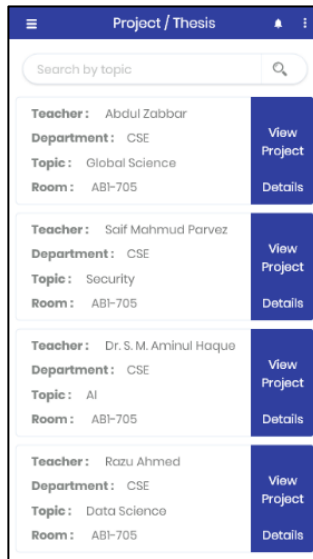 Project / Thesis
Search by topic
Teacher : Abdul Zabbar
Department : CSE
Topic : Global Science
Room : AB1-705
View
Project
Details
Teacher : Saif Mahmud Parvez
Department : CSE
Topic : Security
Room : AB1-705
View
Project
Details
Teacher : Dr. S. M. Aminul Haque
Department : CSE
Topic : AI
Room : AB1-705
View
Project
Details
Teacher : Razu Ahmed
Department : CSE
Topic : Data Science
Room : AB1-705
View
Project
Details